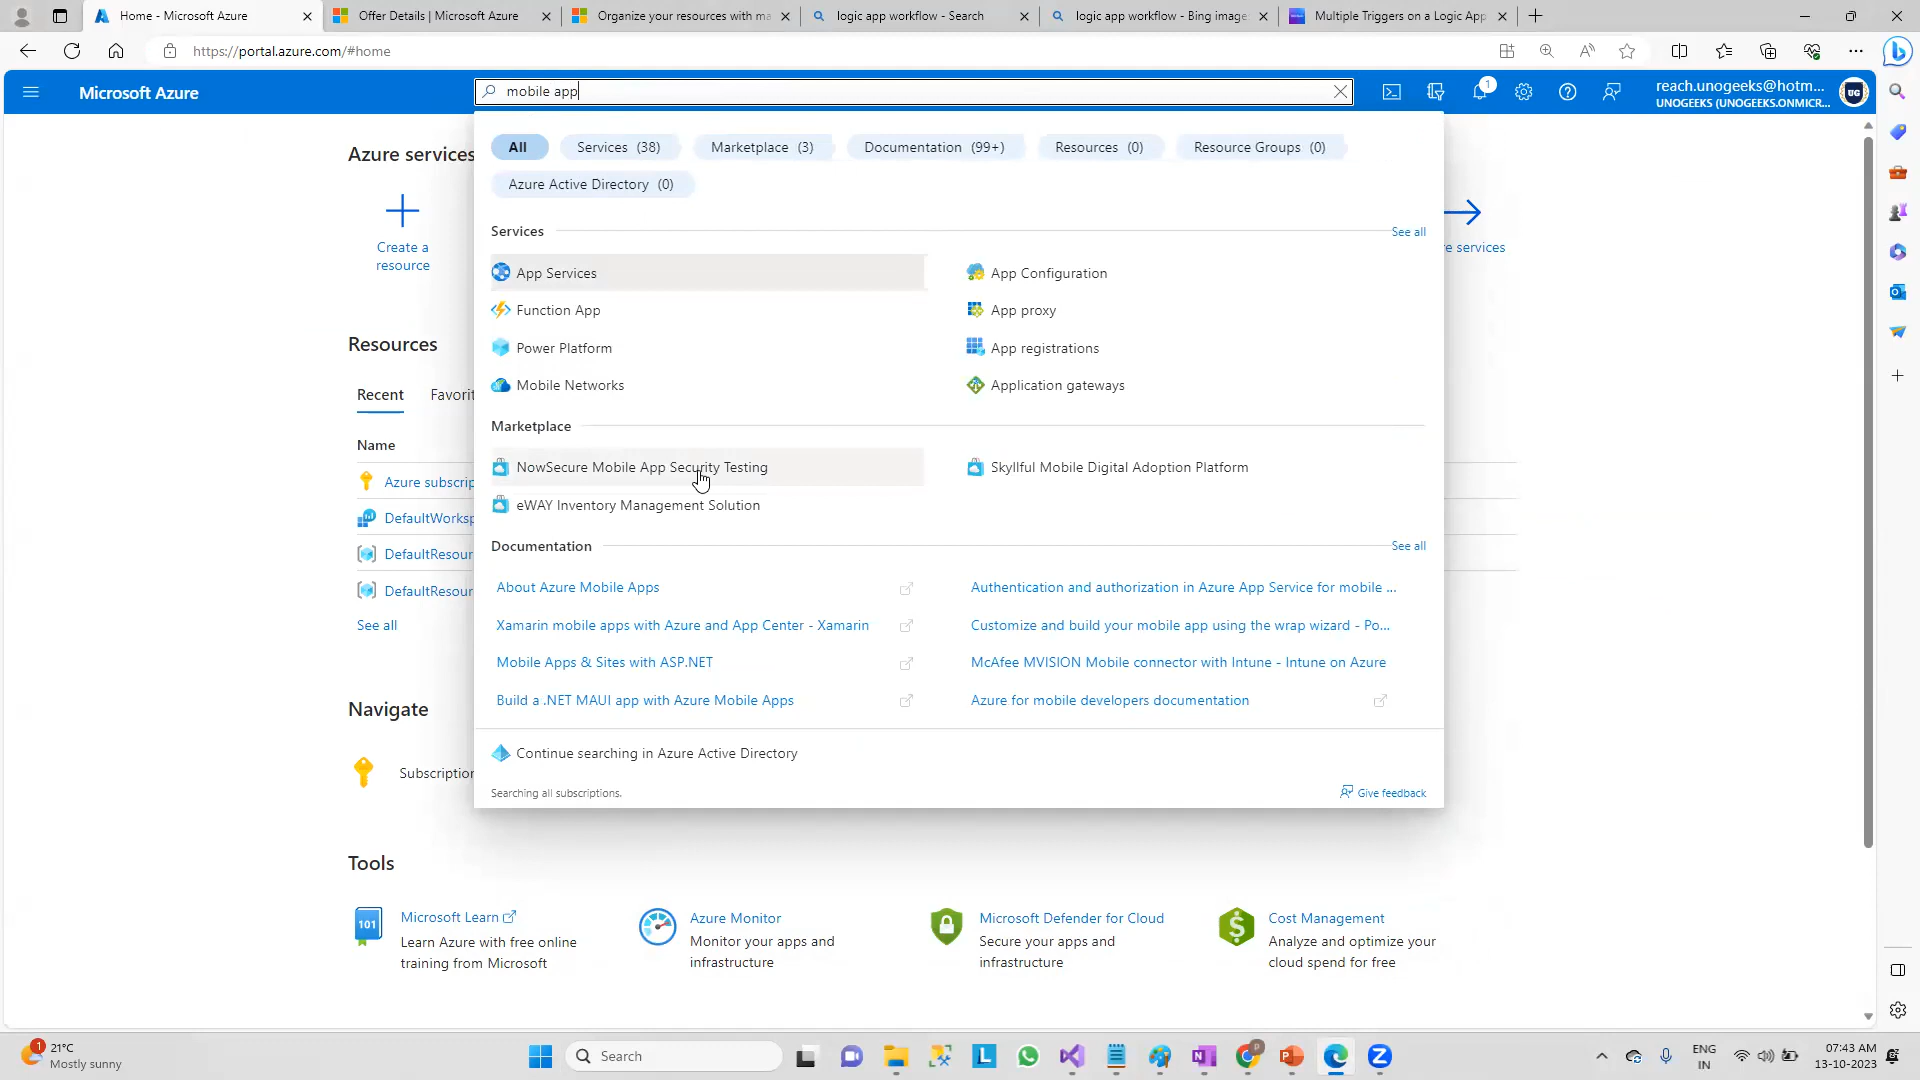 Home - Microsoft Azure
Offer Details | Microsoft Azure
Organize your resources with ma
logic app workflow - Search
logic app workflow - Bing image
Multiple Triggers on a Logic App
https://portal.azure.com/#home
Microsoft Azure
mobile app
1
reach.unogeeks@hotm...
UNOGEEKS (UNOGEEKS.ONMICR...
UG
All
Services (38)
Marketplace (3)
Documentation (99+)
Resources (0)
Resource Groups (0)
Azure Active Directory (0)
Azure services
Create a
resource
e services
Services
See all
App Services
App Configuration
Function App
App proxy
Power Platform
App registrations
Mobile Networks
Application gateways
Resources
Recent
Favorit
Name
Azure subscrip
DefaultWorksp
DefaultResour
DefaultResour
See all
Marketplace
NowSecure Mobile App Security Testing
Skyllful Mobile Digital Adoption Platform
eWAY Inventory Management Solution
Documentation
See all
About Azure Mobile Apps
Authentication and authorization in Azure App Service for mobile ...
Xamarin mobile apps with Azure and App Center - Xamarin
Customize and build your mobile app using the wrap wizard - Po...
Mobile Apps & Sites with ASP.NET
McAfee MVISION Mobile connector with Intune - Intune on Azure
Build a .NET MAUI app with Azure Mobile Apps
Azure for mobile developers documentation
Continue searching in Azure Active Directory
Searching all subscriptions.
Give feedback
Navigate
Subscription
Tools
101
Microsoft Learn
Learn Azure with free online
training from Microsoft
Azure Monitor
Monitor your apps and
infrastructure
Microsoft Defender for Cloud
Secure your apps and
infrastructure
Cost Management
Analyze and optimize your
cloud spend for free
1
21°C
Mostly sunny
Search
ENG
IN
07:43 AM
13-10-2023